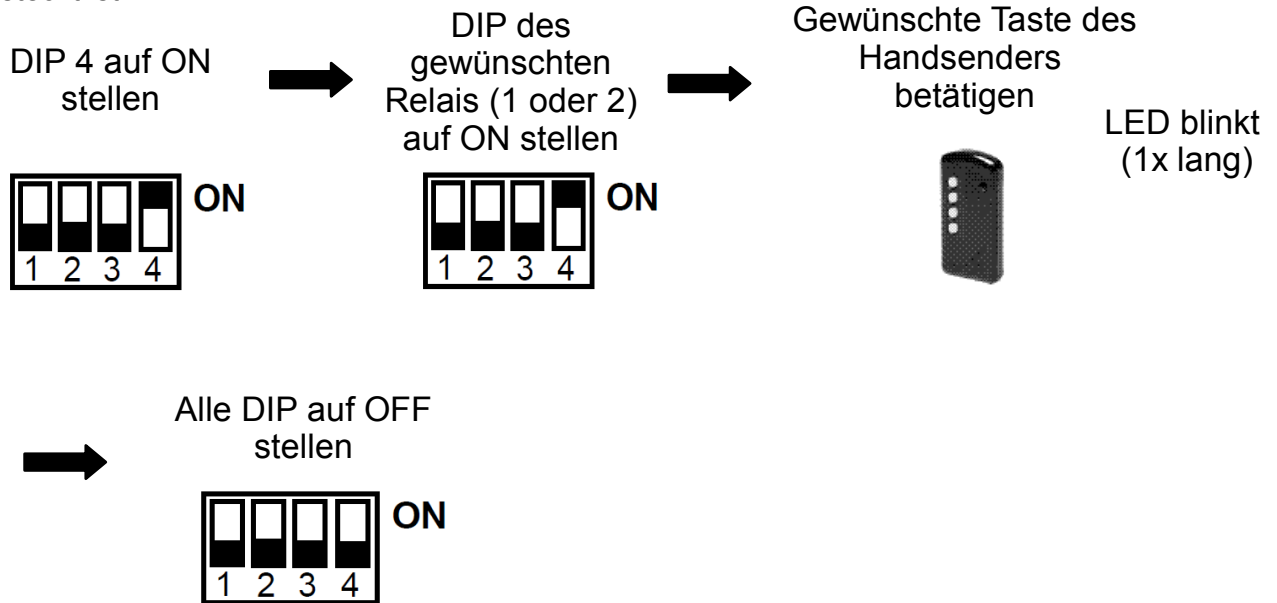 DIP 4 auf ON
stellen
ON
1 2 3 4
DIP des
gewünschten
Relais (1 oder 2)
auf ON stellen
ON
1 2 3 4
Gewünschte Taste des
Handsenders
betätigen
LED blinkt
(1x lang)
Alle DIP auf OFF
stellen
ON
1 2 3 4